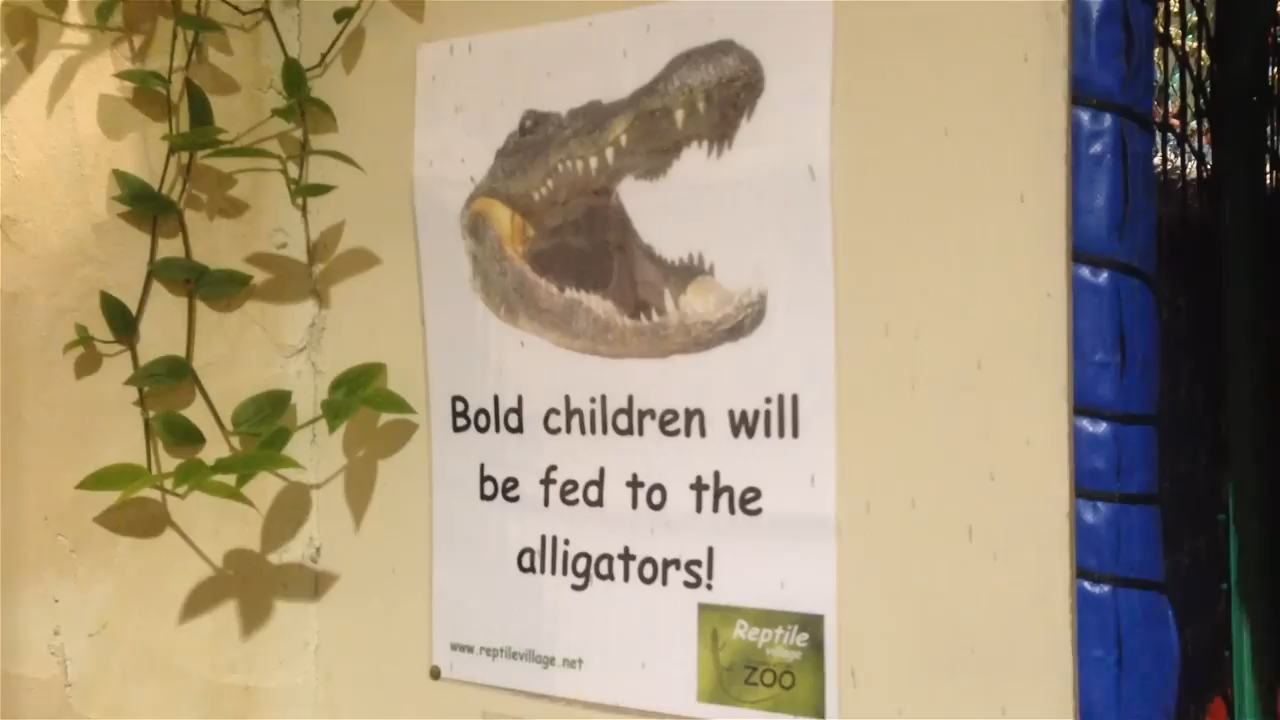 Bold children will
be fed to the
alligators!
www.reptilevillage.net
Reptile
village
ZOO